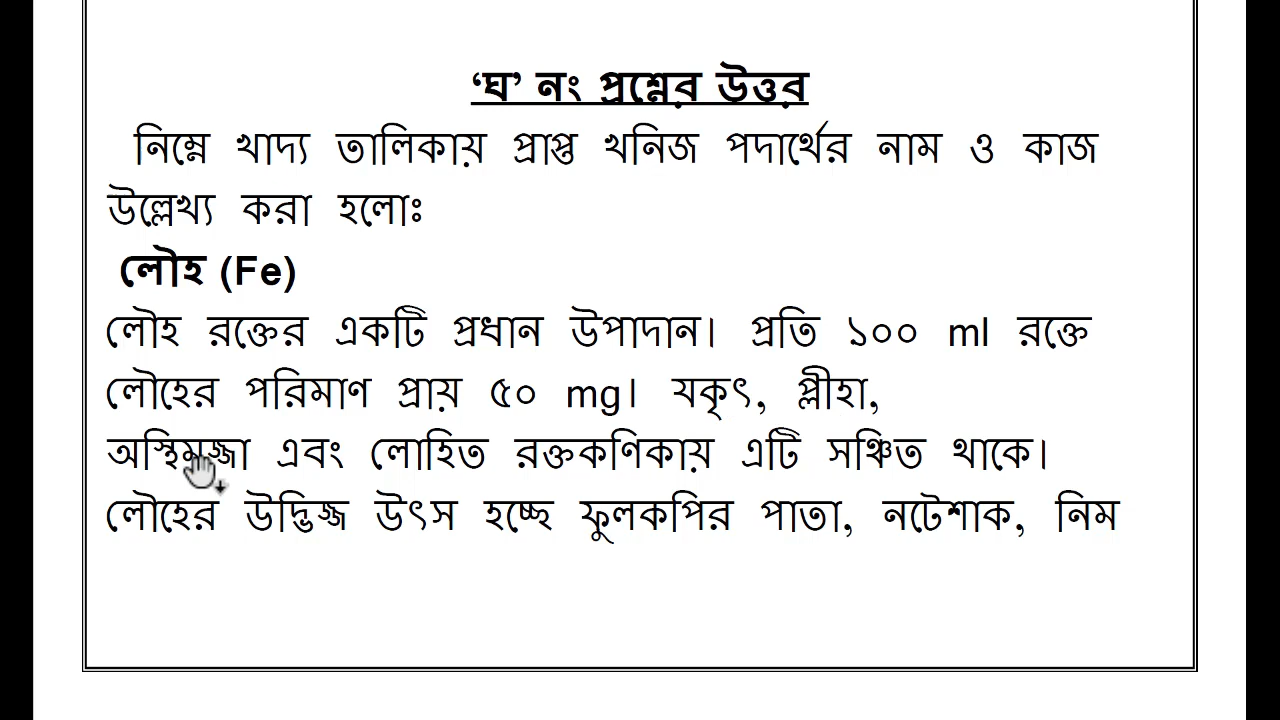 ‘ঘ’ নং প্রশ্নের উত্তর
নিম্নে খাদ্য তালিকায় প্রাপ্ত খনিজ পদার্থের নাম ও কাজ
উল্লেখ্য করা হলোঃ
লৌহ (Fe)
লৌহ রক্তের একটি প্রধান উপাদান। প্রতি ১০০ ml রক্তে
লৌহের পরিমাণ প্রায় ৫০ mg। যকৃৎ, প্লীহা,
অস্থিমজ্জা এবং লোহিত রক্তকণিকায় এটি সঞ্চিত থাকে।
লৌহের উদ্ভিজ্জ উৎস হচ্ছে ফুলকপির পাতা, নটেশাক, নিম